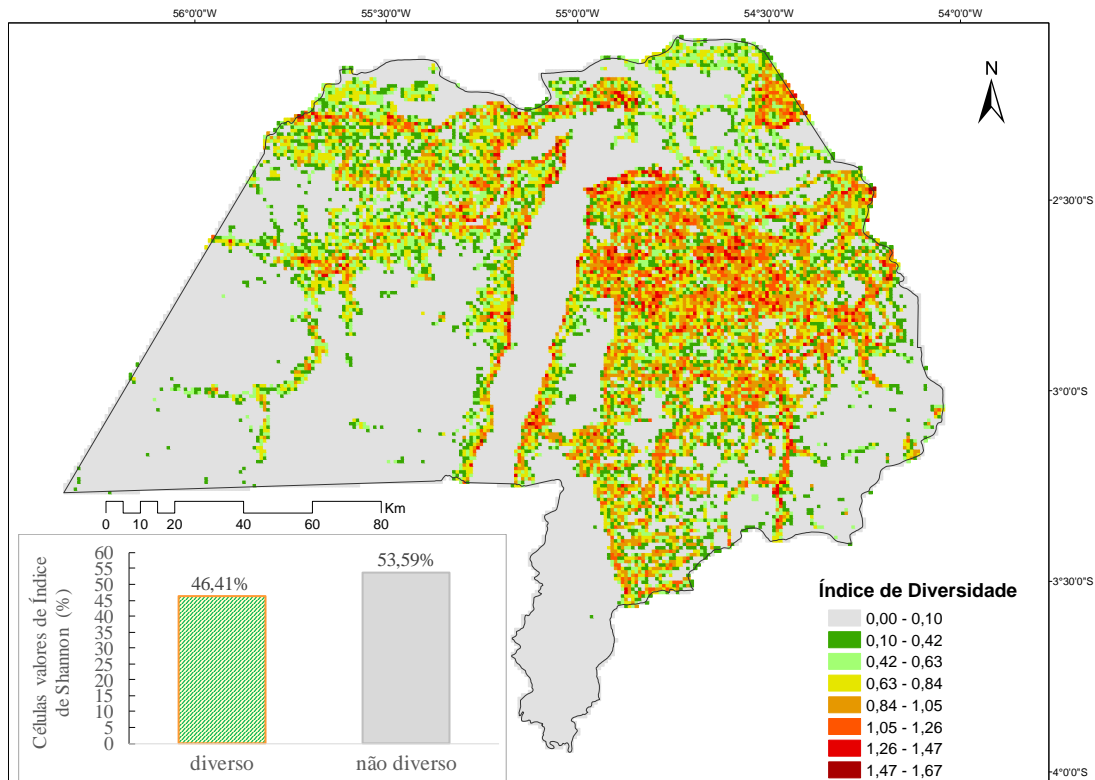 56°0'0"W 55°30'0"W 55°0'0"W 54°30'0"W 54°0'0"W
N
2°30'0"S
3°0'0"S
3°30'0"S
4°0'0"S
Km
0 10 20 40 60 80
Células valores de Índice
de Shannon (%)
60
55
50
45
40
35
30
25
20
15
10
5
0
46,41%
53,59%
diverso
não diverso
Índice de Diversidade
0,00 - 0,10
0,10 - 0,42
0,42 - 0,63
0,63 - 0,84
0,84 - 1,05
1,05 - 1,26
1,26 - 1,47
1,47 - 1,67